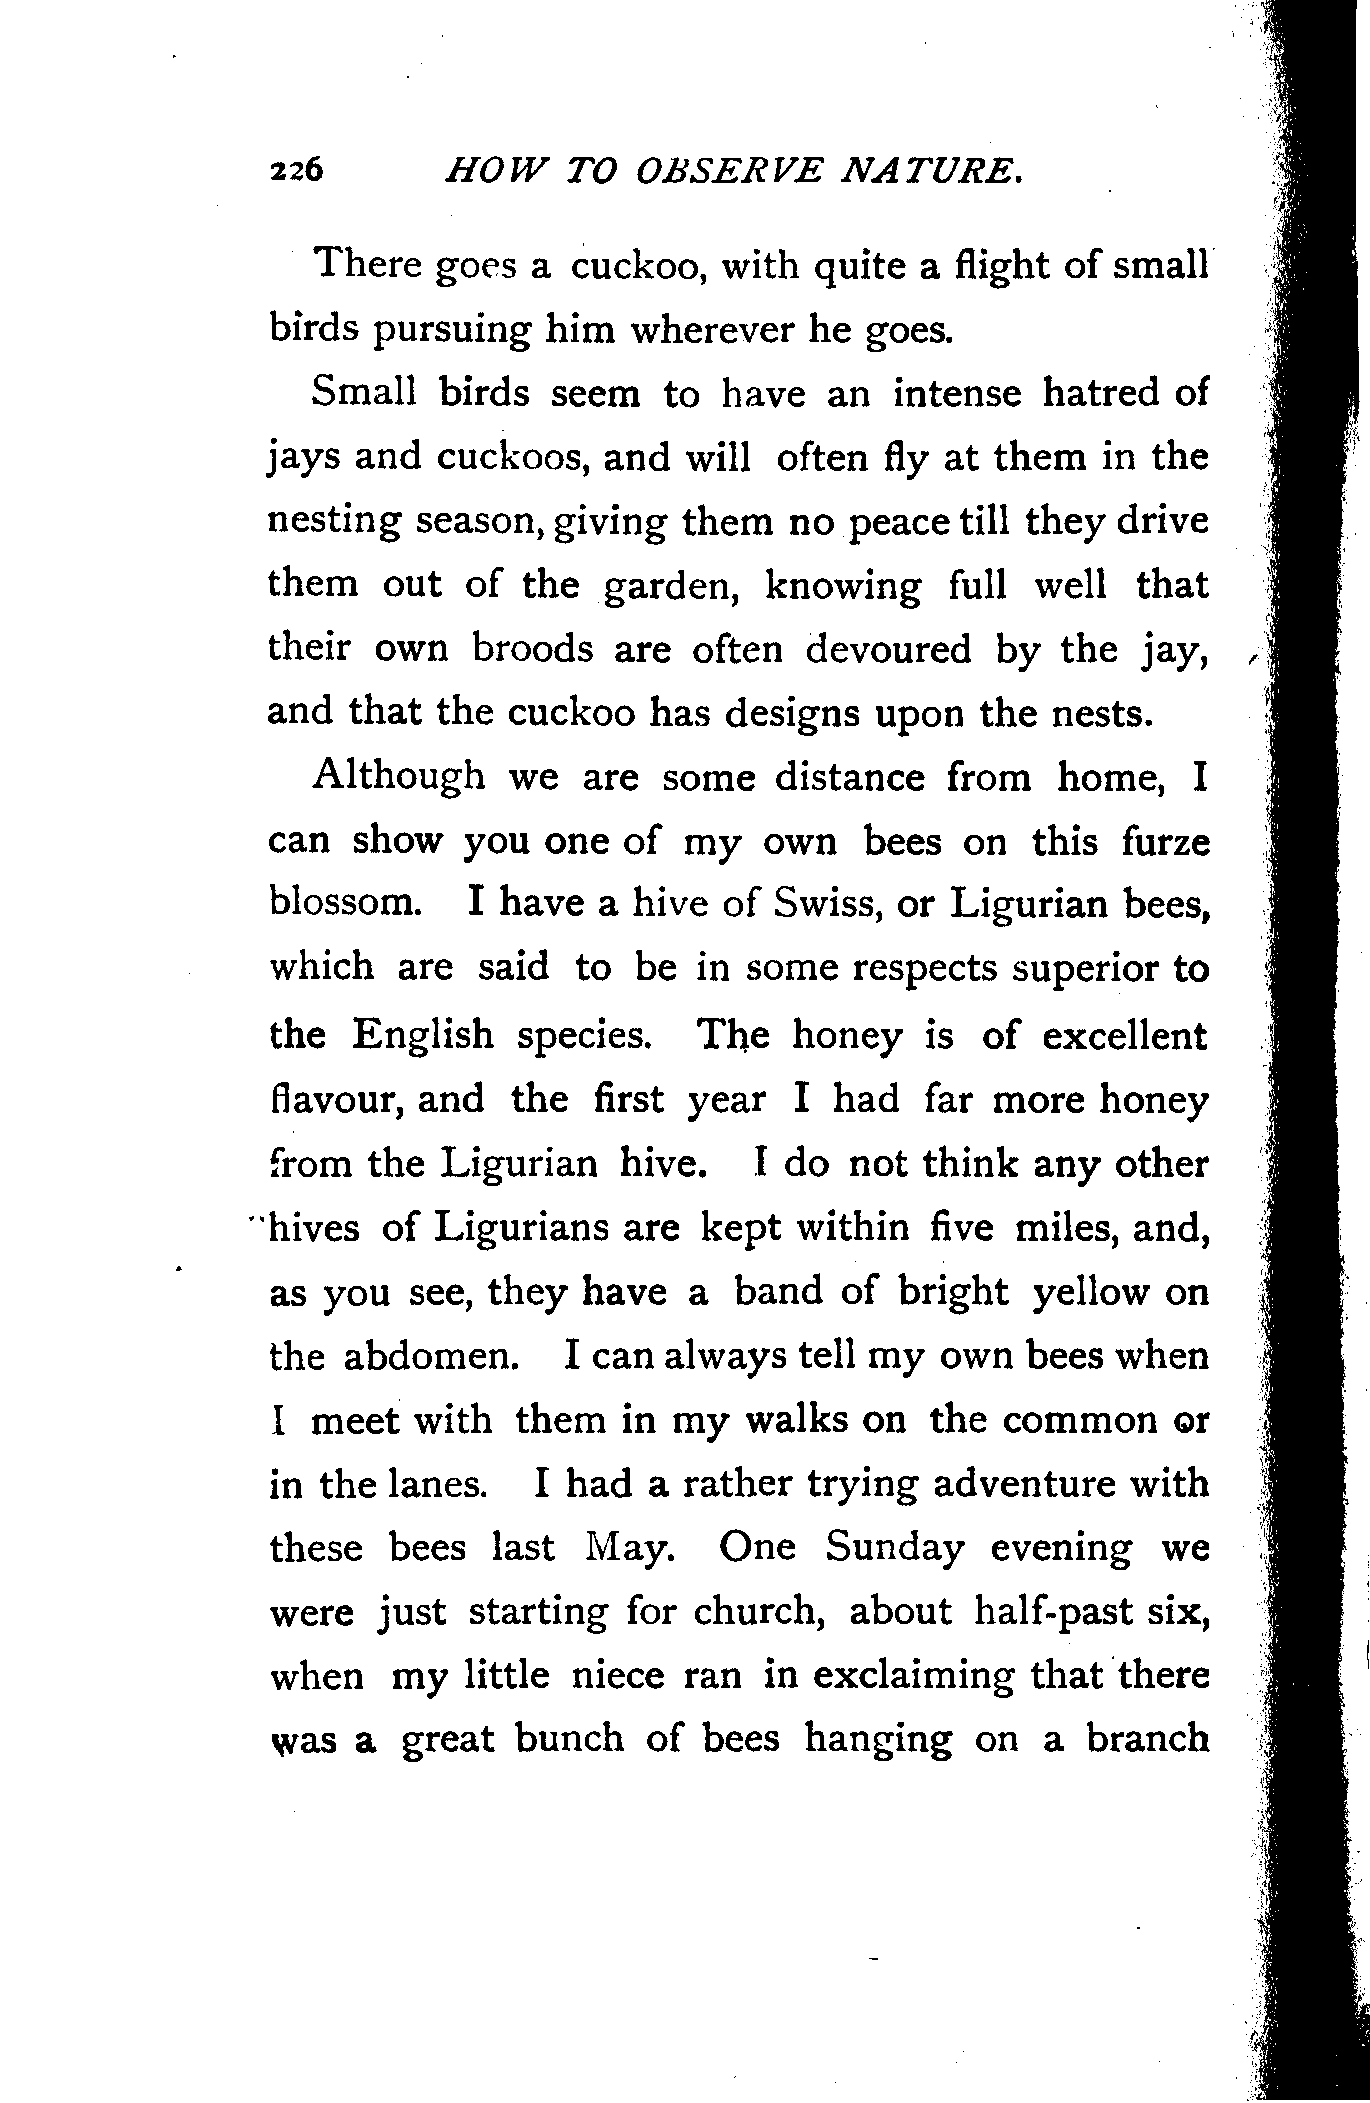 226 HOW TO OBSERVE NATURE.
There goes a cuckoo, with quite a flight of small
birds pursuing him wherever he goes.
Small birds seem to have an intense hatred of
jays and cuckoos, and will often fly at them in the
nesting season, giving them no peace till they drive
them out of the garden, knowing full well that
their own broods are often devoured by the jay,
and that the cuckoo has designs upon the nests.
Although we are some distance from home, I
can show you one of my own bees on this furze
blossom. I have a hive of Swiss, or Ligurian bees,
which are said to be in some respects superior to
the English species. The honey is of excellent
flavour, and the first year I had far more honey
from the Ligurian hive. I do not think any other
hives of Ligurians are kept within five miles, and,
as you see, they have a band of bright yellow on
the abdomen. I can always tell my own bees when
I meet with them in my walks on the common or
in the lanes. I had a rather trying adventure with
these bees last May. One Sunday evening we
were just starting for church, about half-past six,
when my little niece ran in exclaiming that there
was a great bunch of bees hanging on a branch